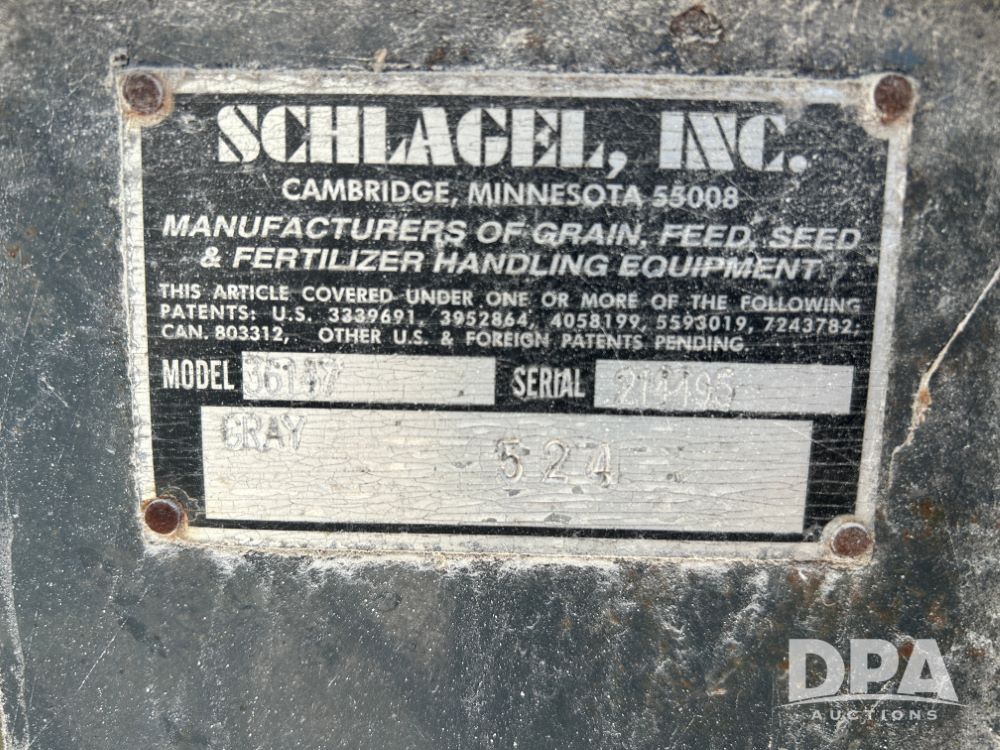 SCHLAGEL, INC.
CAMBRIDGE, MINNESOTA 55008
MANUFACTURERS OF GRAIN, FEED, SEED
& FERTILIZER HANDLING EQUIPMENT
THIS ARTICLE COVERED UNDER ONE OR MORE OF THE FOLLOWING
PATENTS: U.S. 3339691, 3952864, 4058199, 5593019, 7243782,
CAN. 803312, OTHER U.S. & FOREIGN PATENTS PENDING
MODEL SERIAL
GRAY 524
DPA
AUCTIONS